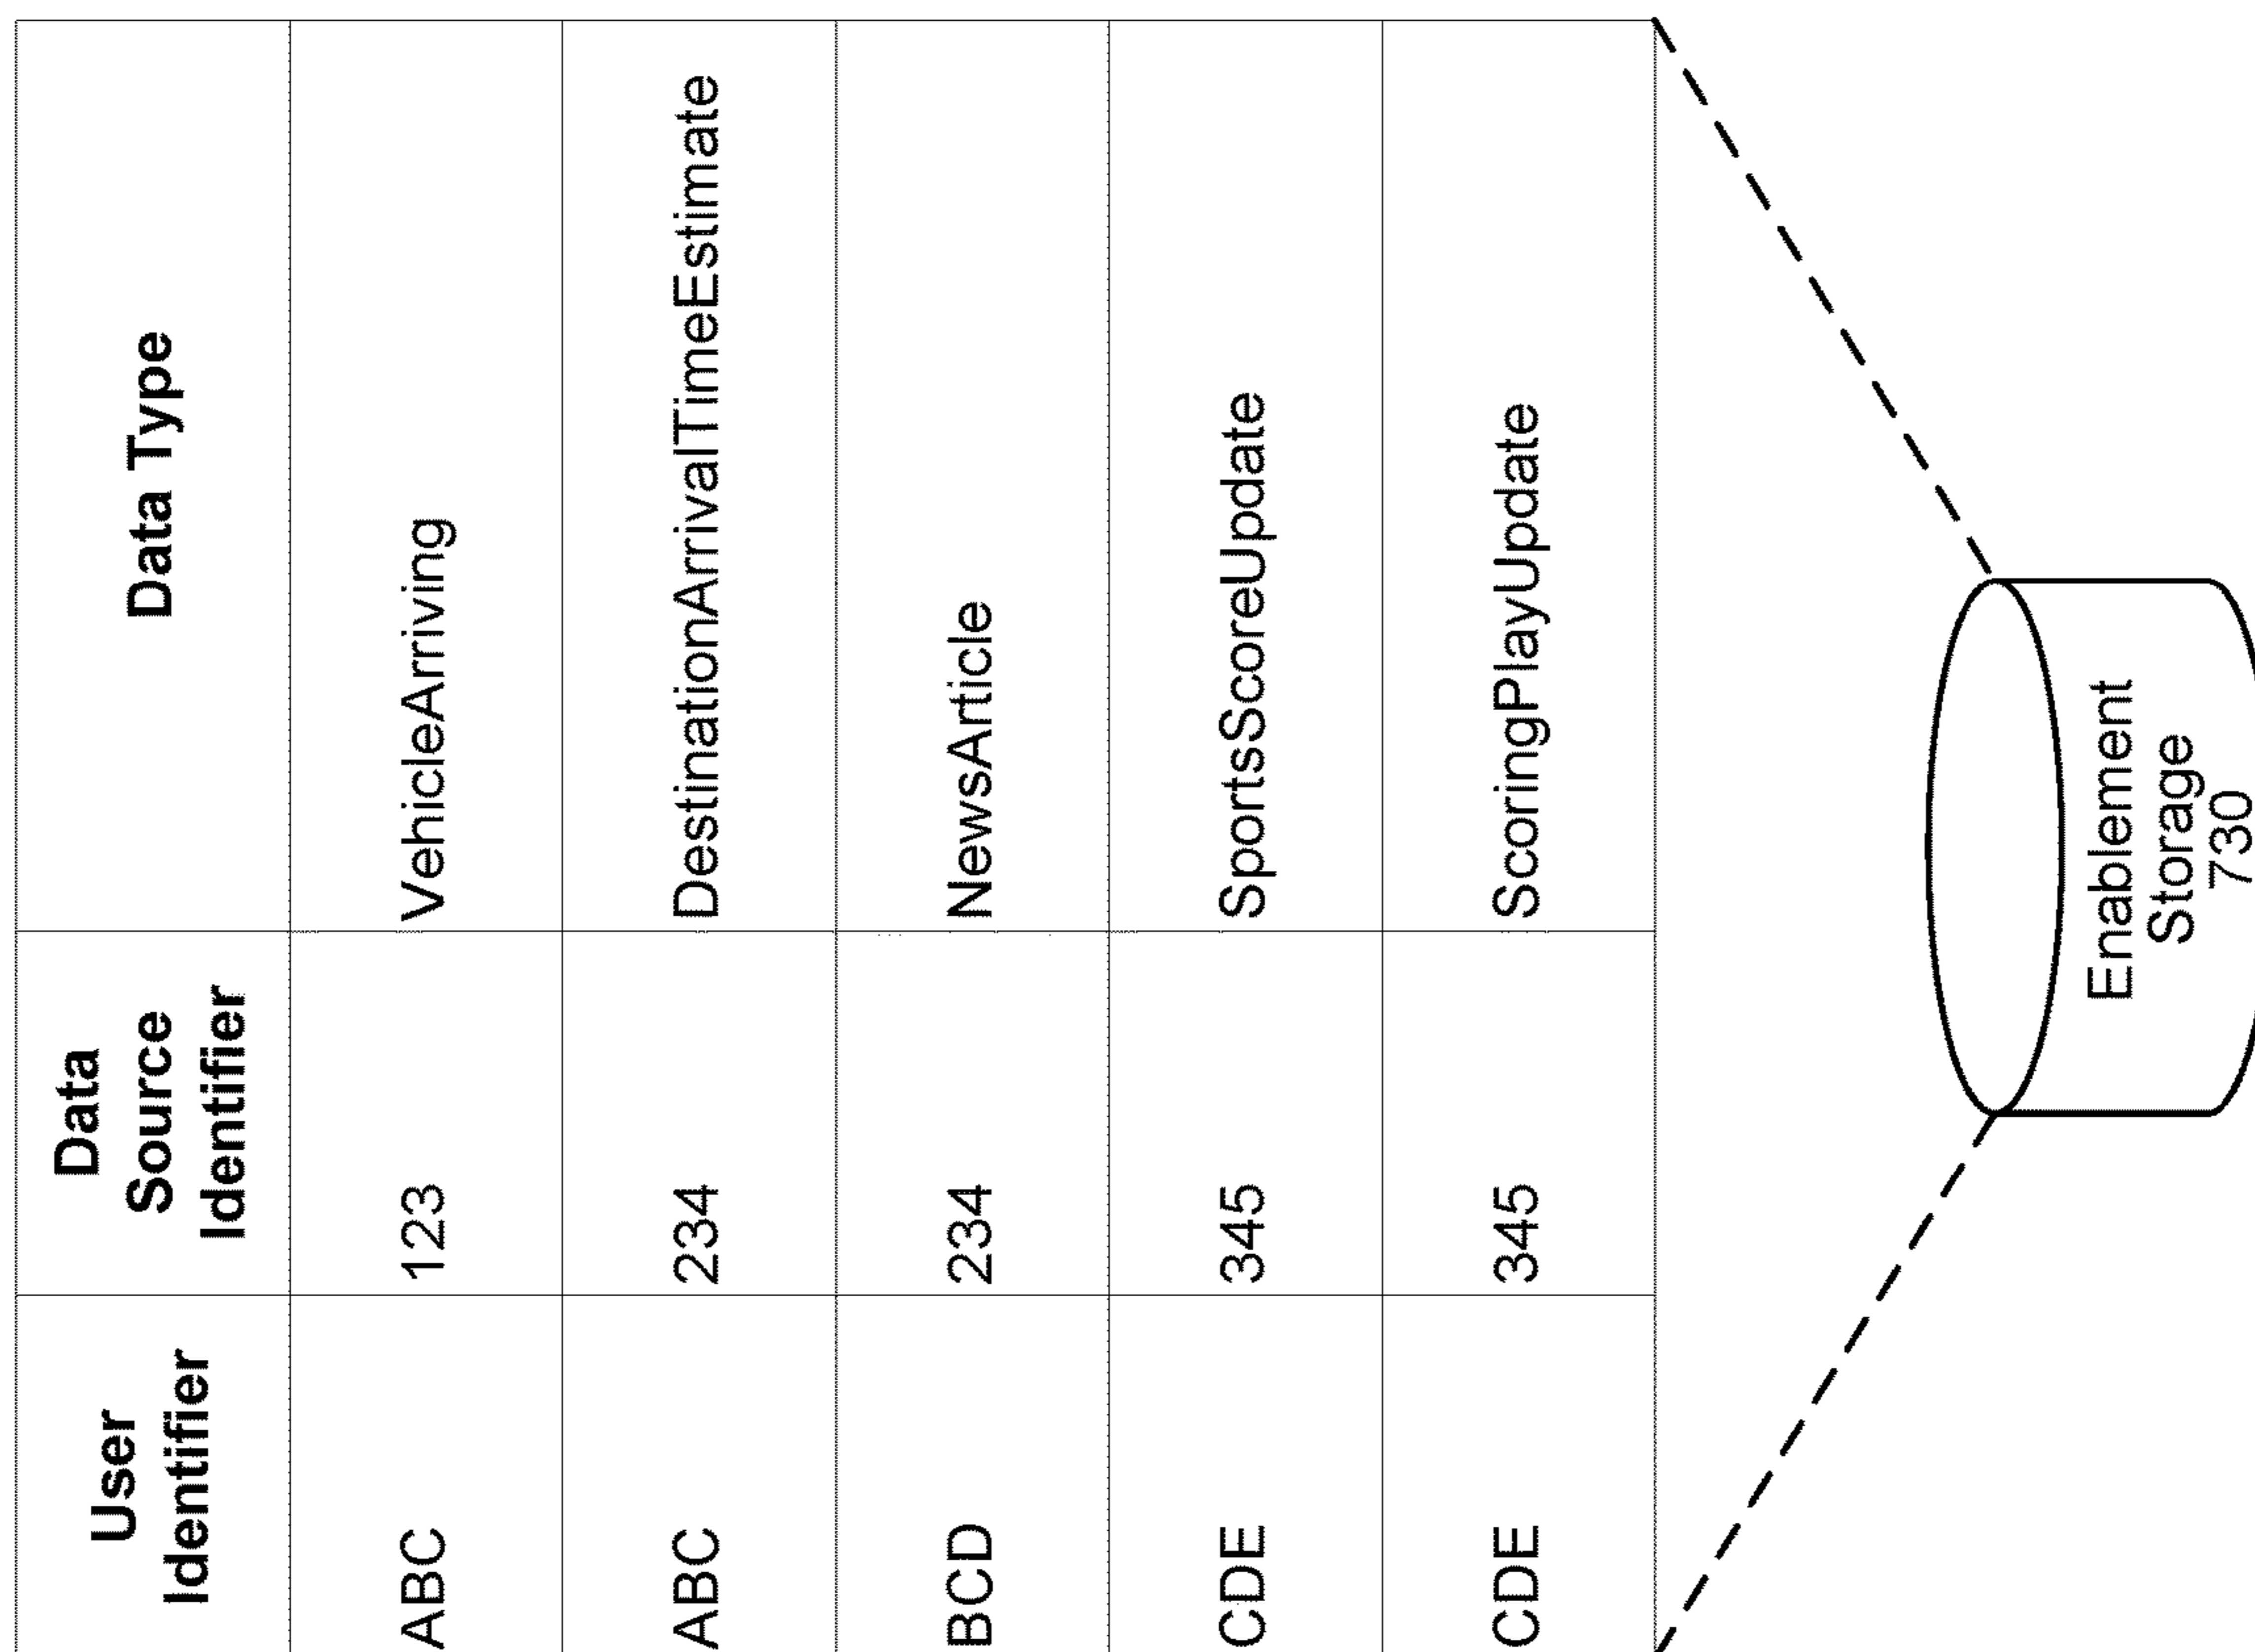 User
Identifier
Data
Source
Identifier
Data Type
ABC
123
VehicleArriving
ABC
234
DestinationArrivalTimeEstimate
BCD
234
NewsArticle
CDE
345
SportsScoreUpdate
CDE
345
ScoringPlayUpdate
Enablement
Storage
730